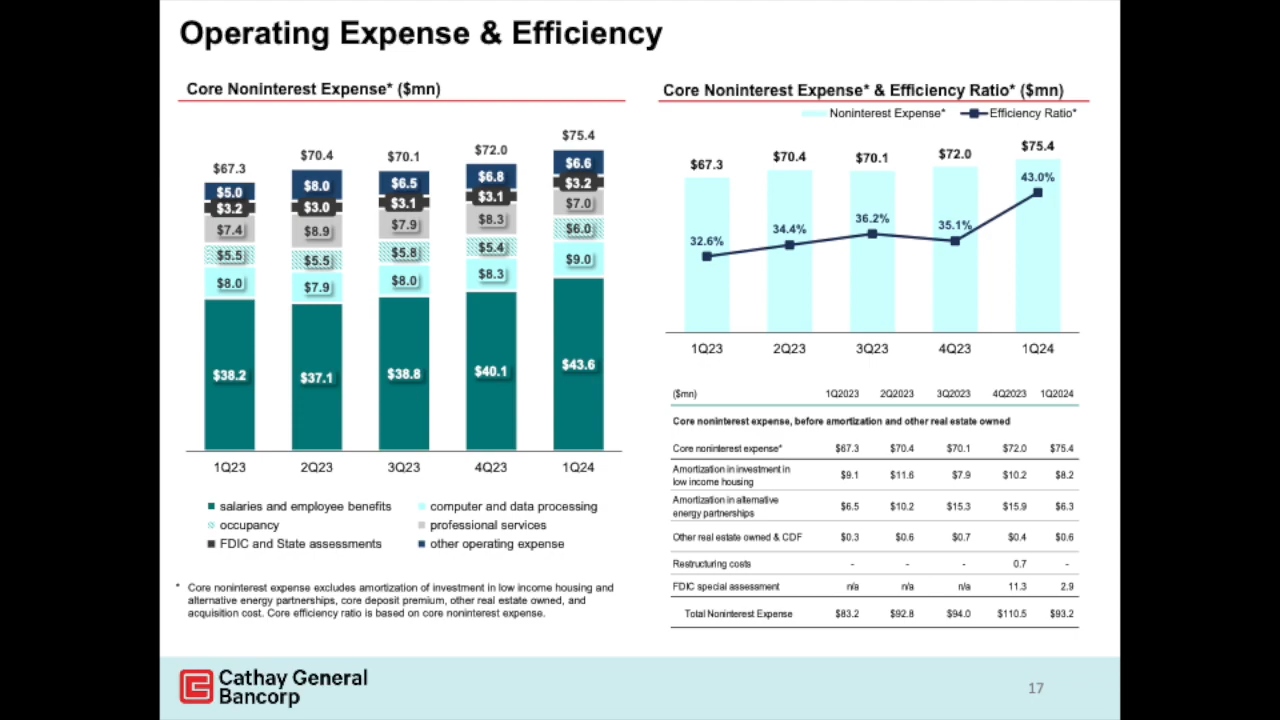 Operating Expense & Efficiency
Core Noninterest Expense* ($mn)
$67.3 $70.4 $70.1 $72.0 $75.4
$5.0 $8.0 $6.5 $6.8 $6.6
$3.2 $3.0 $3.1 $3.1 $3.2
$7.4 $8.9 $7.9 $8.3 $7.0
$5.5 $5.5 $5.8 $5.4 $6.0
$8.0 $7.9 $8.0 $8.3 $9.0
$38.2 $37.1 $38.8 $40.1 $43.6
1Q23 2Q23 3Q23 4Q23 1Q24
salaries and employee benefits computer and data processing
occupancy professional services
FDIC and State assessments other operating expense
* Core noninterest expense excludes amortization of investment in low income housing and
alternative energy partnerships, core deposit premium, other real estate owned, and
acquisition cost. Core efficiency ratio is based on core noninterest expense.
Core Noninterest Expense* & Efficiency Ratio* ($mn)
Noninterest Expense* Efficiency Ratio*
$67.3 $70.4 $70.1 $72.0 $75.4
32.6% 34.4% 36.2% 35.1% 43.0%
1Q23 2Q23 3Q23 4Q23 1Q24
($mn) 1Q2023 2Q2023 3Q2023 4Q2023 1Q2024
Core noninterest expense, before amortization and other real estate owned
Core noninterest expense* $67.3 $70.4 $70.1 $72.0 $75.4
Amortization in investment in
low income housing $9.1 $11.6 $7.9 $10.2 $8.2
Amortization in alternative
energy partnerships $6.5 $10.2 $15.3 $15.9 $6.3
Other real estate owned & CDF $0.3 $0.6 $0.7 $0.4 $0.6
Restructuring costs - - - 0.7 -
FDIC special assessment n/a n/a n/a 11.3 2.9
Total Noninterest Expense $83.2 $92.8 $94.0 $110.5 $93.2
Cathay General
Bancorp
17